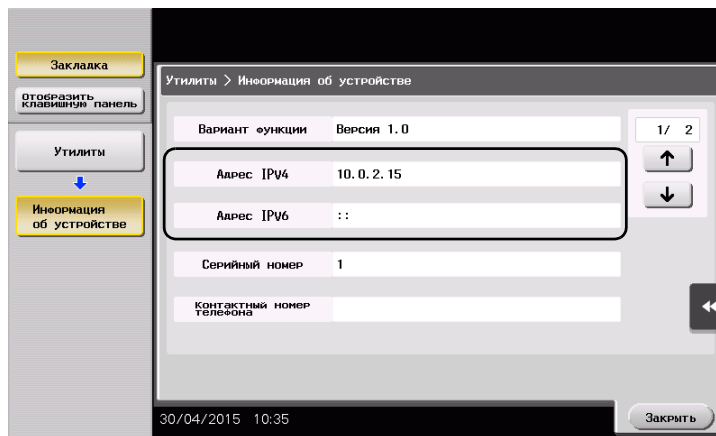 Закладка
Отобразить
клавишную панель
Утилиты
Информация
об устройстве
Утилиты > Информация об устройстве
Вариант функции Версия 1.0
1/ 2
Адрес IPv4 10.0.2.15
Адрес IPv6 ::
Серийный номер 1
Контактный номер
телефона
30/04/2015 10:35
Закрыть